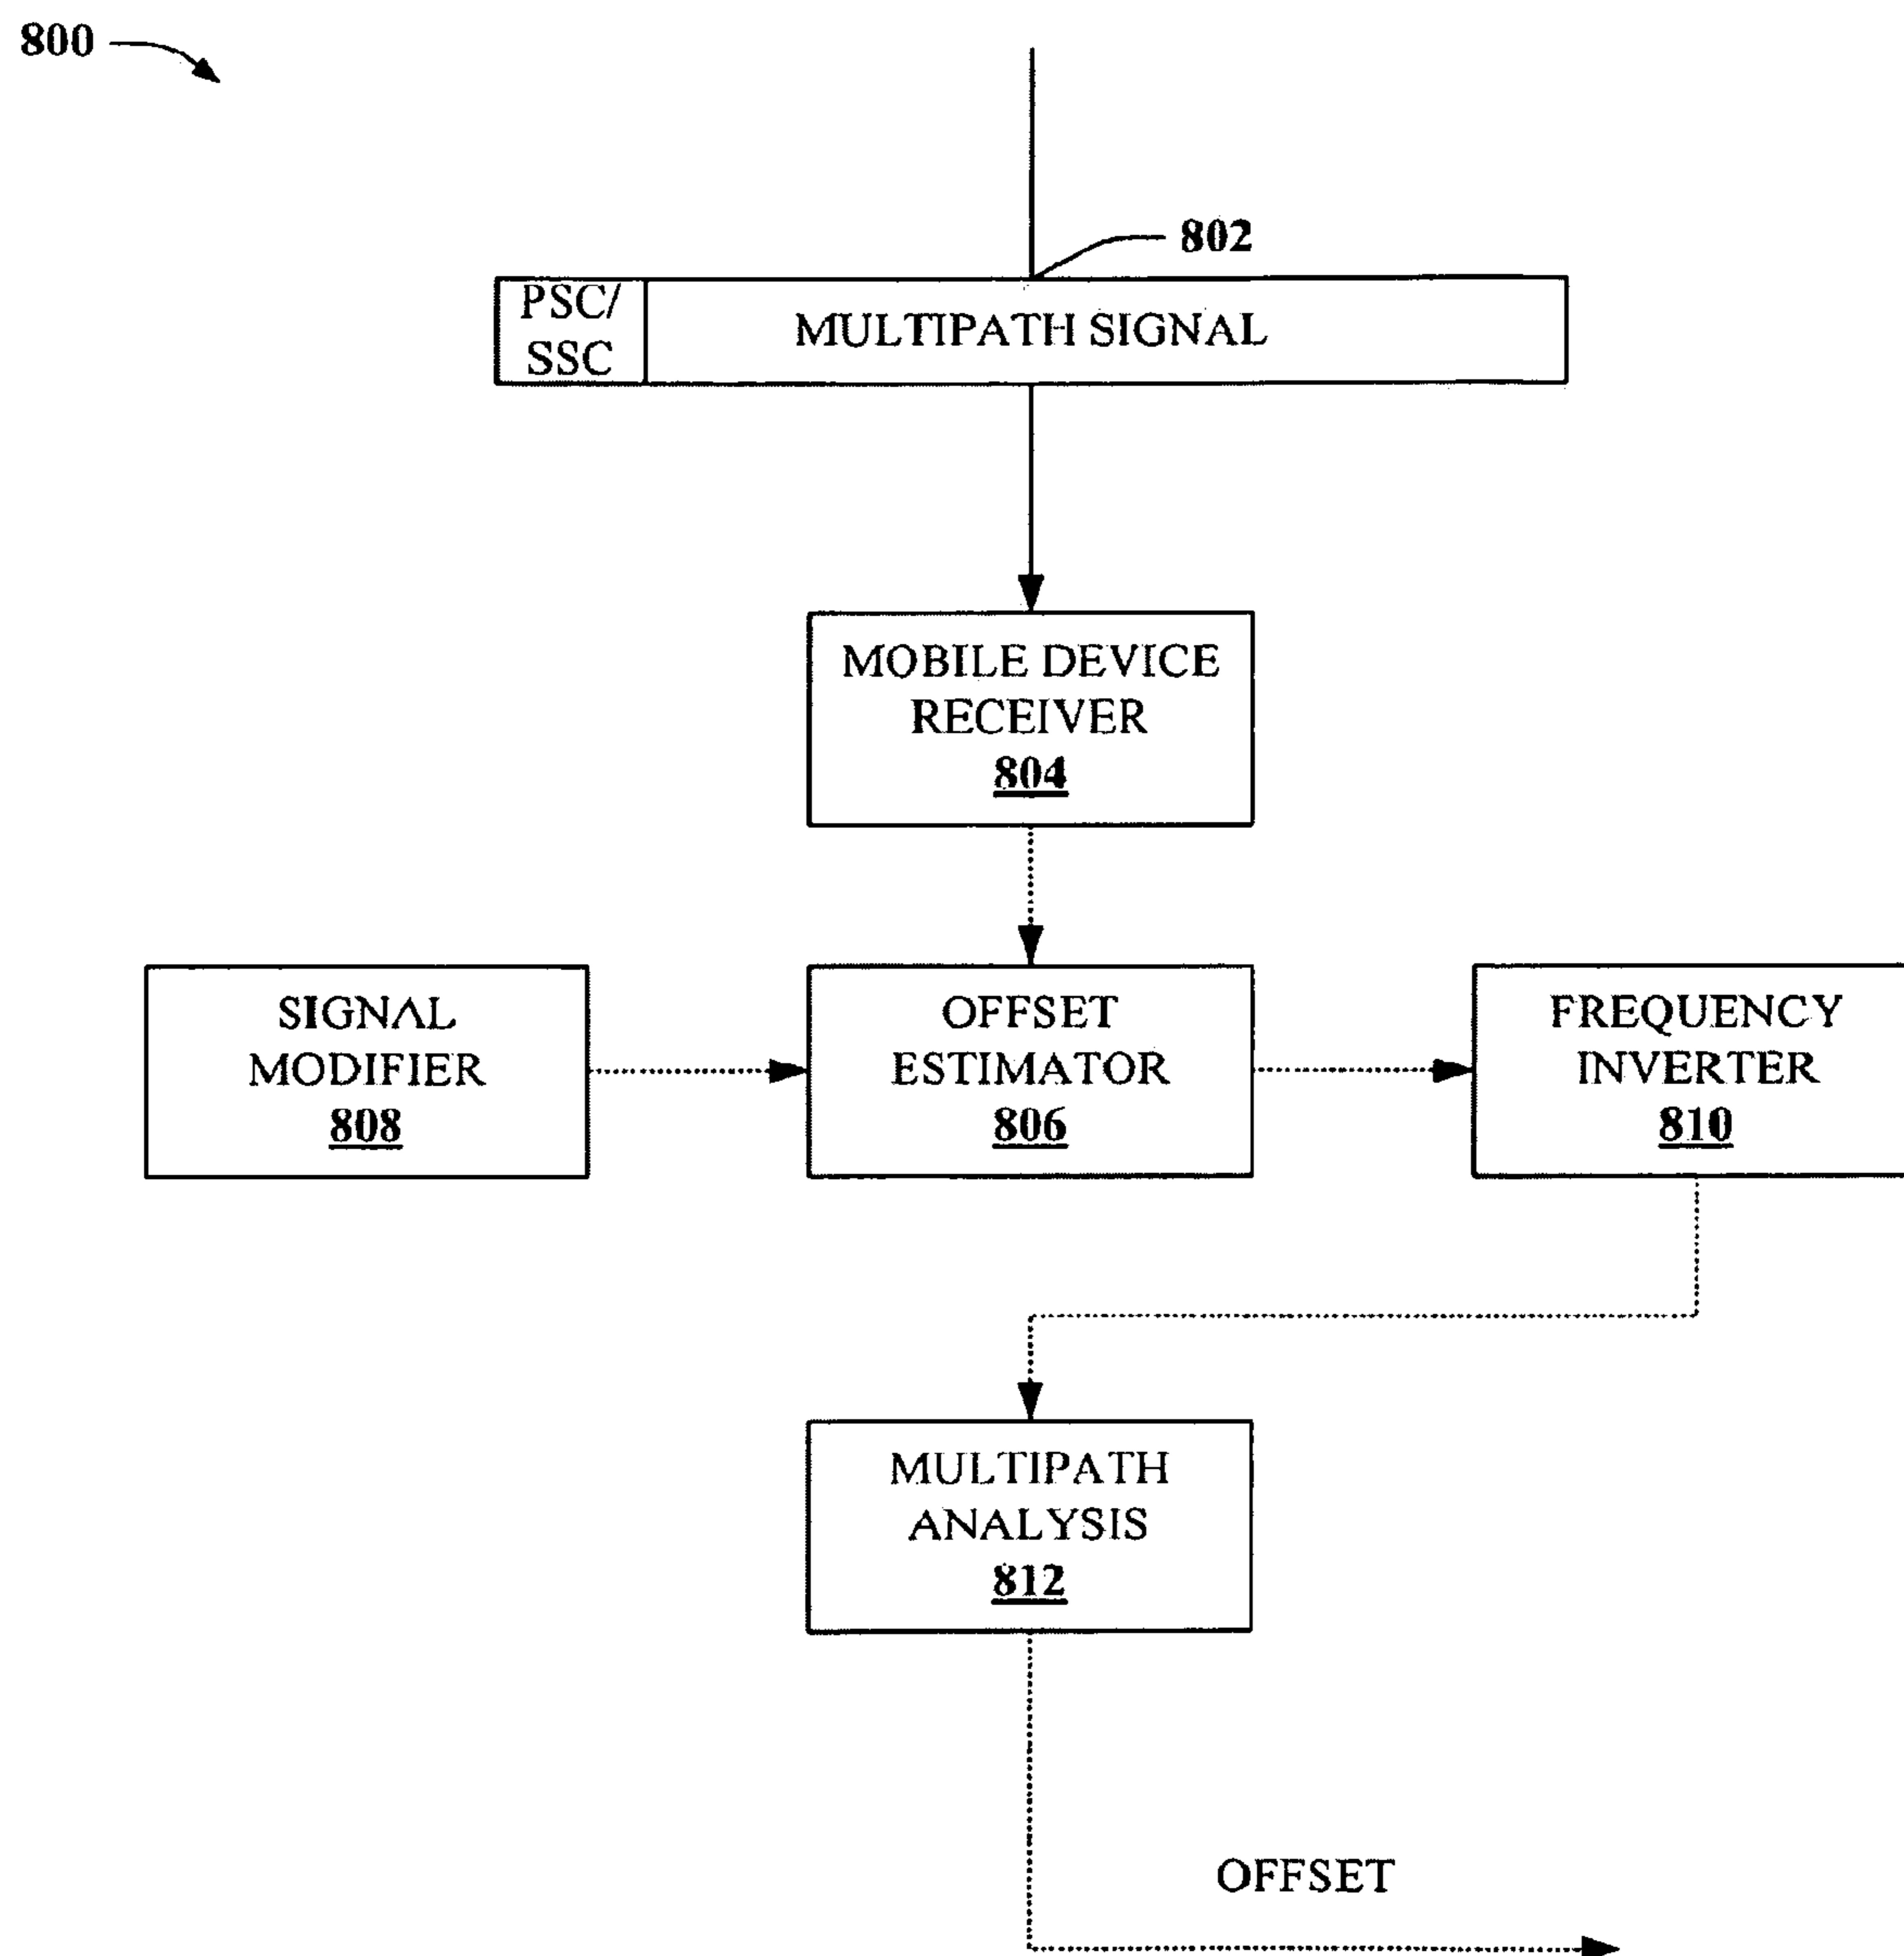 800
802
PSC/
SSC
MULTIPATH SIGNAL
MOBILE DEVICE
RECEIVER
804
SIGNAL
MODIFIER
808
OFFSET
ESTIMATOR
806
FREQUENCY
INVERTER
810
MULTIPATH
ANALYSIS
812
OFFSET